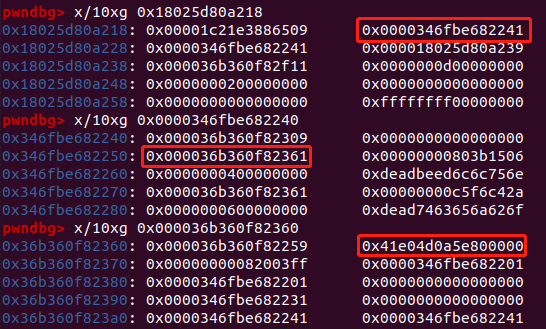 pwndbg> x/10xg 0x18025d80a218
0x18025d80a218: 0x00001c21e3886509 0x0000346fbe682241
0x18025d80a228: 0x0000346fbe682241 0x000018025d80a239
0x18025d80a238: 0x000036b360f82f11 0x0000000d00000000
0x18025d80a248: 0x0000000200000000 0x0000000000000000
0x18025d80a258: 0x0000000000000000 0xffffffff00000000
pwndbg> x/10xg 0x0000346fbe682240
0x346fbe682240: 0x000036b360f82309 0x0000000000000000
0x346fbe682250: 0x000036b360f82361 0x00000000803b1506
0x346fbe682260: 0x0000000400000000 0xdeadbeed6c6c756e
0x346fbe682270: 0x000036b360f82361 0x00000000c5f6c42a
0x346fbe682280: 0x0000000600000000 0xdead7463656a626f
pwndbg> x/10xg 0x000036b360f82360
0x36b360f82360: 0x000036b360f82259 0x41e04d0a5e800000
0x36b360f82370: 0x00000000082003ff 0x0000346fbe682201
0x36b360f82380: 0x0000346fbe682201 0x0000000000000000
0x36b360f82390: 0x0000346fbe682231 0x0000000000000000
0x36b360f823a0: 0x0000346fbe682241 0x0000346fbe682241